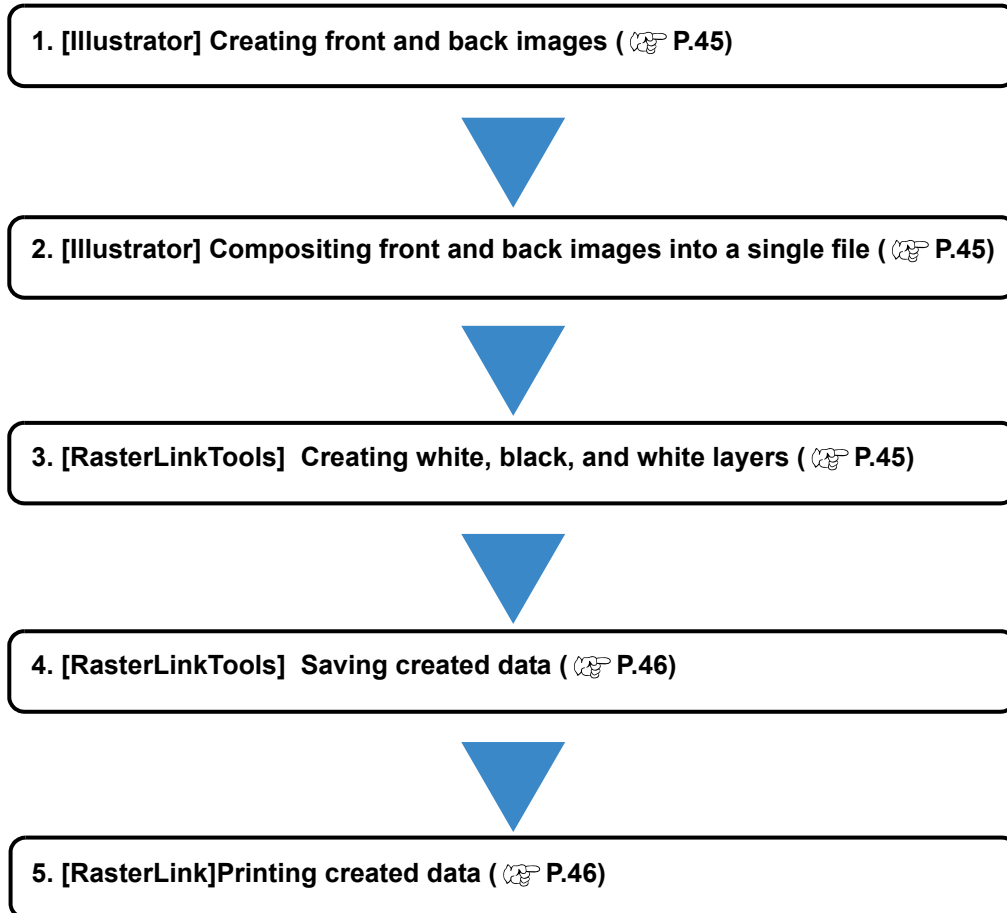 1. [Illustrator] Creating front and back images ( P.45)
2. [Illustrator] Compositing front and back images into a single file ( P.45)
3. [RasterLinkTools]  Creating white, black, and white layers ( P.45)
4. [RasterLinkTools]  Saving created data ( P.46)
5. [RasterLink]Printing created data ( P.46)